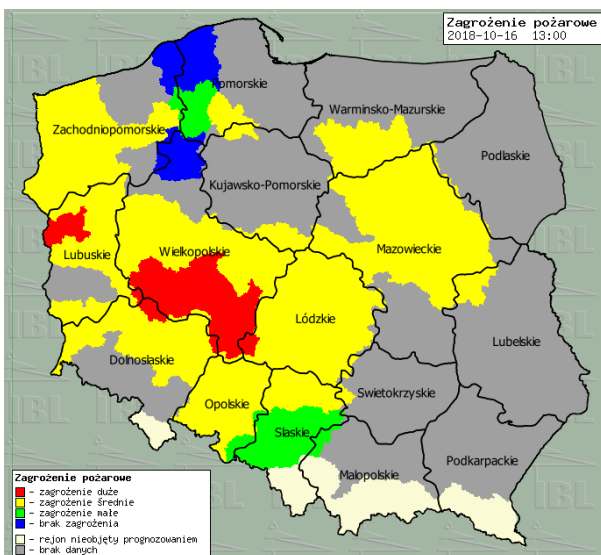 Zagrożenie pożarowe
2018-10-16 13:00
Pomorskie
Warminsko-Mazurskie
Zachodniopomorskie
Podlaskie
Kujawsko-Pomorskie
Mazowieckie
Wielkopolskie
Lubuskie
Lódzkie
Lubelskie
Dolnoslaskie
Swietokrzyskie
Opolskie
Slaskie
Malopolskie
Podkarpackie
Zagrożenie pożarowe
- zagrożenie duże
- zagrożenie średnie
- zagrożenie małe
- brak zagrożenia
- rejon nieobjęty prognozowaniem
- brak danych
IBL